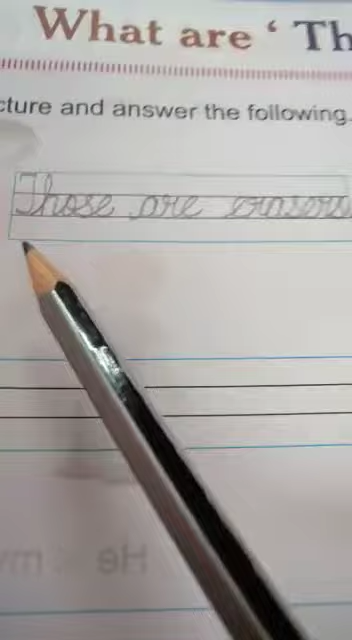 What are ‘ Th
cture and answer the following.
Those are erasers